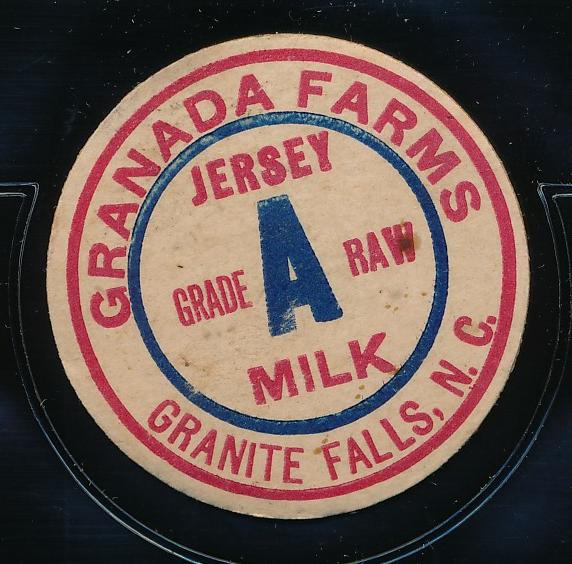 GRANADA FARMS
JERSEY
GRADE A RAW
MILK
GRANITE FALLS, N. C.